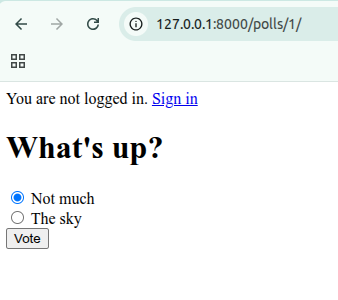 127.0.0.1:8000/polls/1/
You are not logged in. Sign in
What's up?
Not much
The sky
Vote